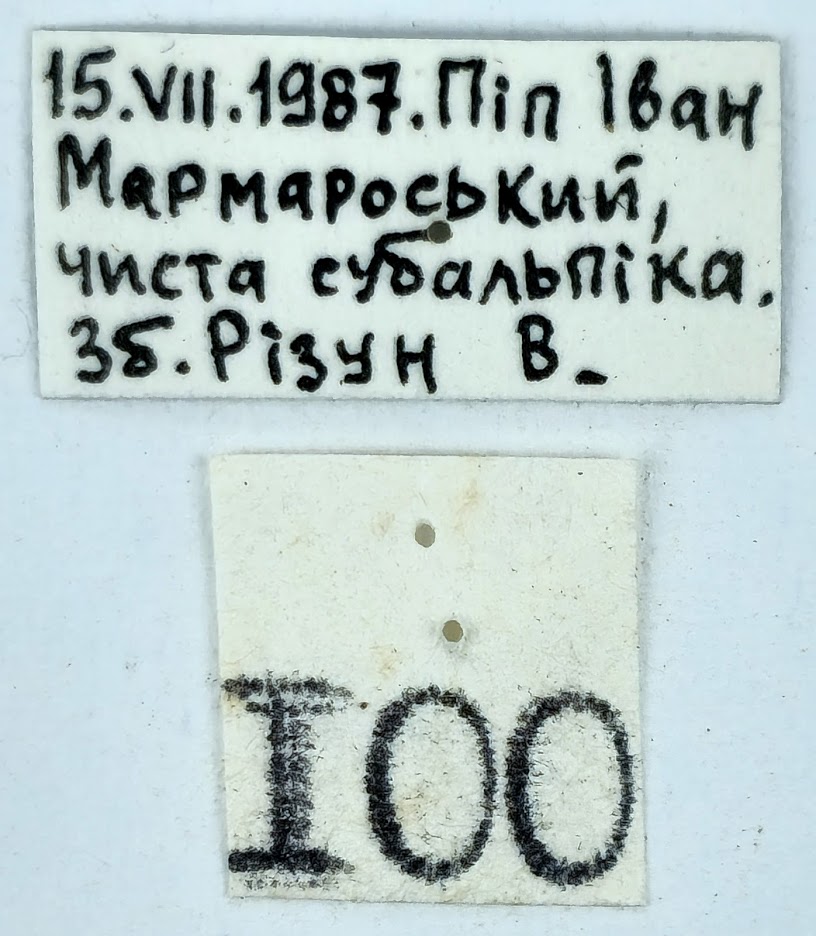 15.VII.1987.Піп Іван
Мармароський,
чиста субальпіка.
Зб.Різун В.
I00